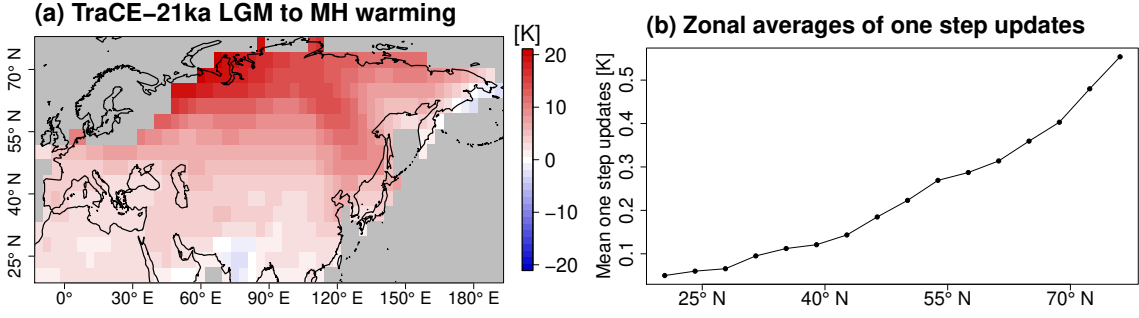 (a) TraCE−21ka LGM to MH warming
[K]
70° N
55° N
40° N
25° N
20
10
0
−10
−20
0°
30° E
60° E
90° E
120° E
150° E
180° E
(b) Zonal averages of one step updates
Mean one step updates [K]
0.5
0.4
0.3
0.2
0.1
25° N
40° N
55° N
70° N